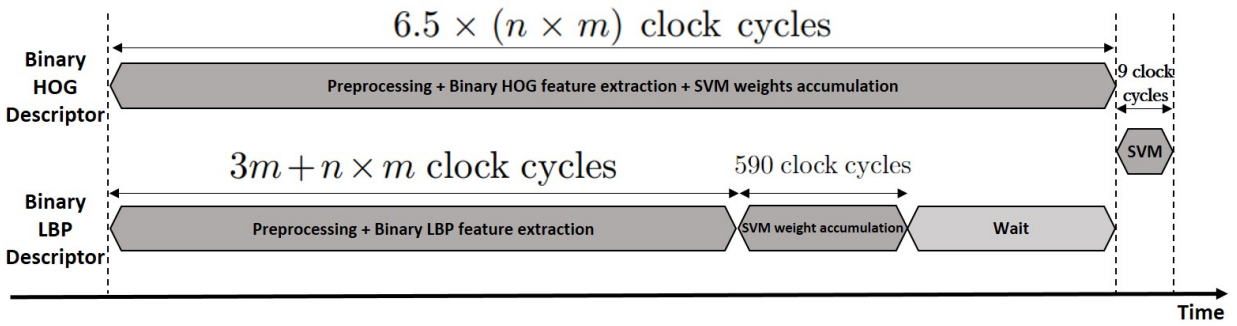 6.5 × (n × m) clock cycles
Binary
HOG
Descriptor
Preprocessing + Binary HOG feature extraction + SVM weights accumulation
9 clock
cycles
SVM
3m + n × m clock cycles
590 clock cycles
Binary
LBP
Descriptor
Preprocessing + Binary LBP feature extraction
SVM weight accumulation
Wait
Time